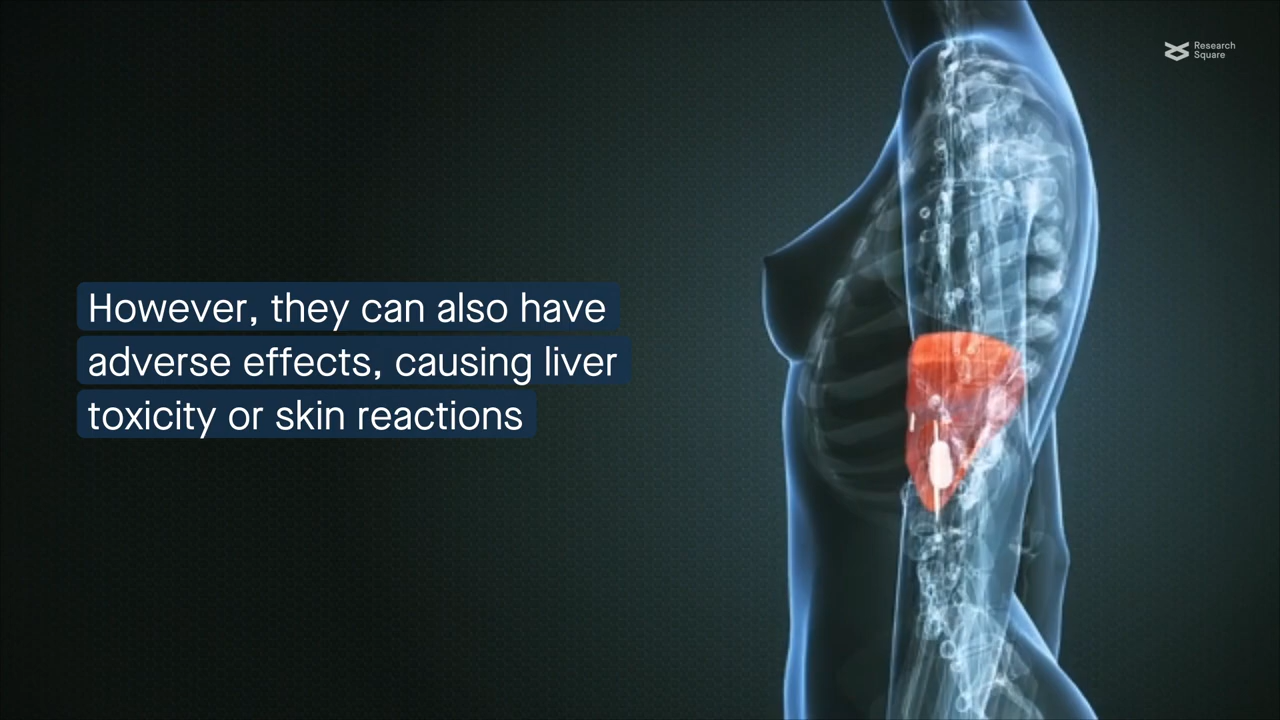 Research
Square
However, they can also have
adverse effects, causing liver
toxicity or skin reactions